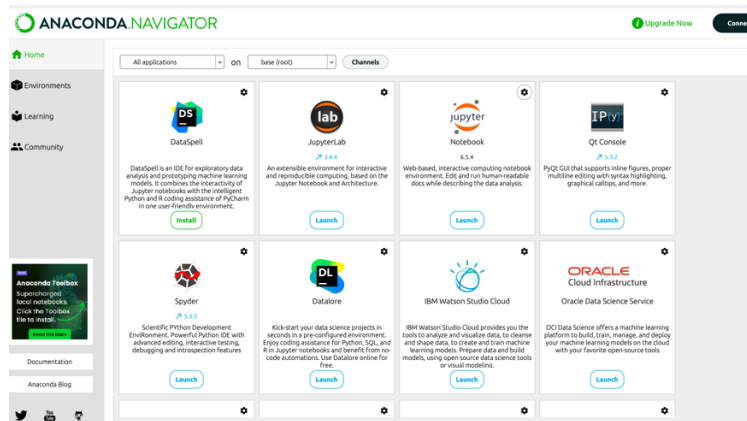 ANACONDA.NAVIGATOR
Upgrade Now
Conne
Home
Environments
Learning
Community
All applications
on
base (root)
Channels
DS
DataSpell
DataSpell is an IDE for exploratory data
analysis and prototyping machine learning
models. It combines the interactivity of
Jupyter notebooks with the intelligent
Python and R coding assistance of PyCharm
in one user-friendly environment.
Install
lab
JupyterLab
3.4.4
An extensible environment for interactive
and reproducible computing, based on the
Jupyter Notebook and Architecture.
Launch
jupyter
Notebook
6.5.4
Web-based, interactive computing notebook
environment. Edit and run human-readable
docs while describing the data analysis.
Launch
IP[y]:
Qt Console
5.3.2
PyQt GUI that supports inline figures, proper
multiline editing with syntax highlighting,
graphical calltips, and more.
Launch
Spyder
5.3.3
Scientific PYthon Development
EnviRonment. Powerful Python IDE with
advanced editing, interactive testing,
debugging and introspection features
Launch
DL
Datalore
Kick-start your data science projects in
seconds in a pre-configured environment.
Enjoy coding assistance for Python, SQL, and
R in Jupyter notebooks and benefit from no-
code automations. Use Datalore online for
free.
Launch
IBM Watson Studio Cloud
IBM Watson Studio Cloud provides you the
tools to analyze and visualize data, to cleanse
and shape data, to create and train machine
learning models. Prepare data and build
models, using open source data science tools
or visual modeling.
Launch
ORACLE
Cloud Infrastructure
Oracle Data Science Service
OCI Data Science offers a machine learning
platform to build, train, manage, and deploy
your machine learning models on the cloud
with your favorite open-source tools
Launch
NEW
Anaconda Toolbox
Supercharged
local notebooks.
Click the Toolbox
tile to install.
Read the Docs
Documentation
Anaconda Blog
You
Tube